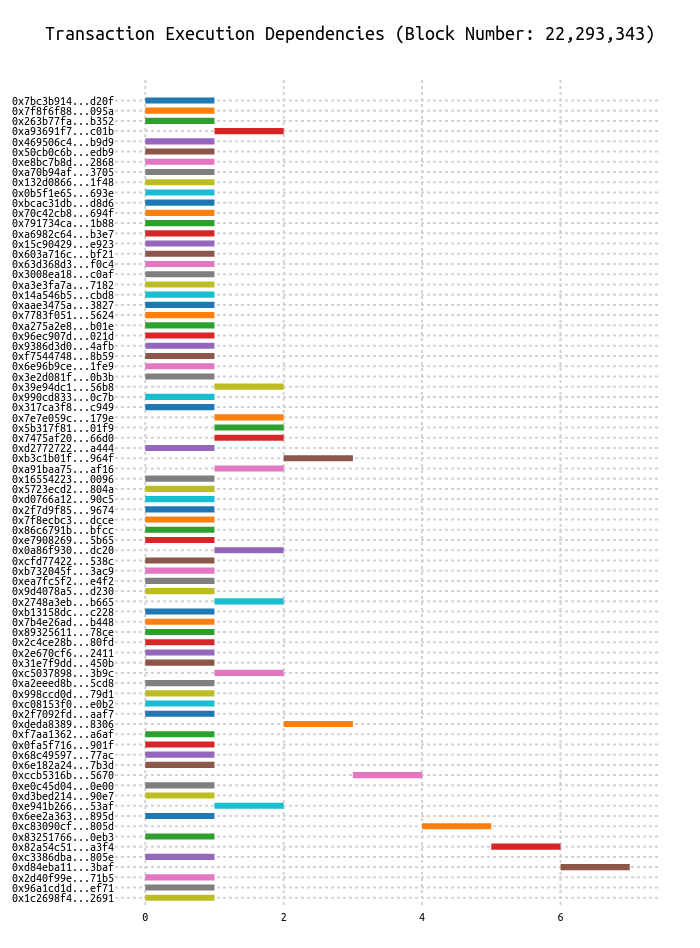 Transaction Execution Dependencies (Block Number: 22,293,343)
0x7bc3b914...d20f
0x7f8f6f88...095a
0x263b77fa...b352
0xa93691f7...c01b
0x469506c4...b9d9
0x50cb0c6b...edb9
0xe8bc7b8d...2868
0xa70b94af...3705
0x132d0866...1f48
0x0b5f1e65...693e
0xbcac31db...d8d6
0x70c42cb8...694f
0x791734ca...1b88
0xa6982c64...b3e7
0x15c90429...e923
0x603a716c...bf21
0x63d368d3...f0c4
0x3008ea18...c0af
0xa3e3fa7a...7182
0x14a546b5...cbd8
0xaae3475a...3827
0x7783f051...5624
0xa275a2e8...b01e
0x96ec907d...021d
0x9386d3d0...4afb
0xf7544748...8b59
0x6e96b9ce...1fe9
0x3e2d081f...0b3b
0x39e94dc1...56b8
0x990cd833...0c7b
0x317ca3f8...c949
0x7e7e059c...179e
0x5b317f81...01f9
0x7475af20...66d0
0xd2772722...a444
0xb3c1b01f...964f
0xa91baa75...af16
0x16554223...0096
0x5723ecd2...804a
0xd0766a12...90c5
0x2f7d9f85...9674
0x7f8ecbc3...dcce
0x86c6791b...bfcc
0xe7908269...5b65
0x0a86f930...dc20
0xcfd77422...538c
0xb732045f...3ac9
0xea7fc5f2...e4f2
0x9d4078a5...d230
0x2748a3eb...b665
0xb13158dc...c228
0x7b4e26ad...b448
0x89325611...78ce
0x2c4ce28b...80fd
0x2e670cf6...2411
0x31e7f9dd...450b
0xc5037898...3b9c
0xa2eeed8b...5cd8
0x998ccd0d...79d1
0xc08153f0...e0b2
0x2f7092fd...aaf7
0xdeda8389...8306
0xf7aa1362...a6af
0x0fa5f716...901f
0x68c49597...77ac
0x6e182a24...7b3d
0xccb5316b...5670
0xe0c45d04...0e00
0xd3bed214...90e7
0xe941b266...53af
0x6ee2a363...895d
0xc83090cf...805d
0x83251766...0eb3
0x82a54c51...a3f4
0xc3386dba...805e
0xd84eba11...3baf
0x2d40f99e...71b5
0x96a1cd1d...ef71
0x1c2698f4...2691
0 2 4 6